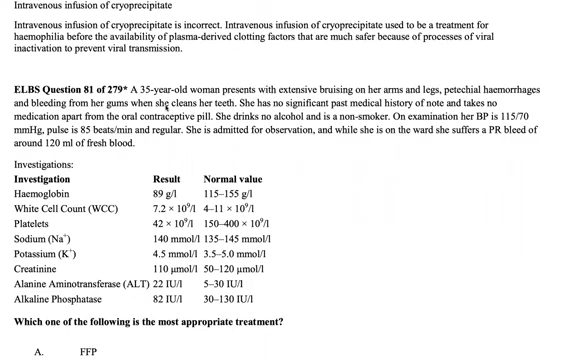 Intravenous infusion of cryoprecipitate
Intravenous infusion of cryoprecipitate is incorrect. Intravenous infusion of cryoprecipitate used to be a treatment for
haemophilia before the availability of plasma-derived clotting factors that are much safer because of processes of viral
inactivation to prevent viral transmission.
ELBS Question 81 of 279* A 35-year-old woman presents with extensive bruising on her arms and legs, petechial haemorrhages
and bleeding from her gums when she cleans her teeth. She has no significant past medical history of note and takes no
medication apart from the oral contraceptive pill. She drinks no alcohol and is a non-smoker. On examination her BP is 115/70
mmHg, pulse is 85 beats/min and regular. She is admitted for observation, and while she is on the ward she suffers a PR bleed of
around 120 ml of fresh blood.
Investigations:
Investigation Result Normal value
Haemoglobin 89 g/l 115–155 g/l
White Cell Count (WCC) 7.2 × 10⁹/l 4–11 × 10⁹/l
Platelets 42 × 10⁹/l 150–400 × 10⁹/l
Sodium (Na⁺) 140 mmol/l 135–145 mmol/l
Potassium (K⁺) 4.5 mmol/l 3.5–5.0 mmol/l
Creatinine 110 µmol/l 50–120 µmol/l
Alanine Aminotransferase (ALT) 22 IU/l 5–30 IU/l
Alkaline Phosphatase 82 IU/l 30–130 IU/l
Which one of the following is the most appropriate treatment?
A. FFP